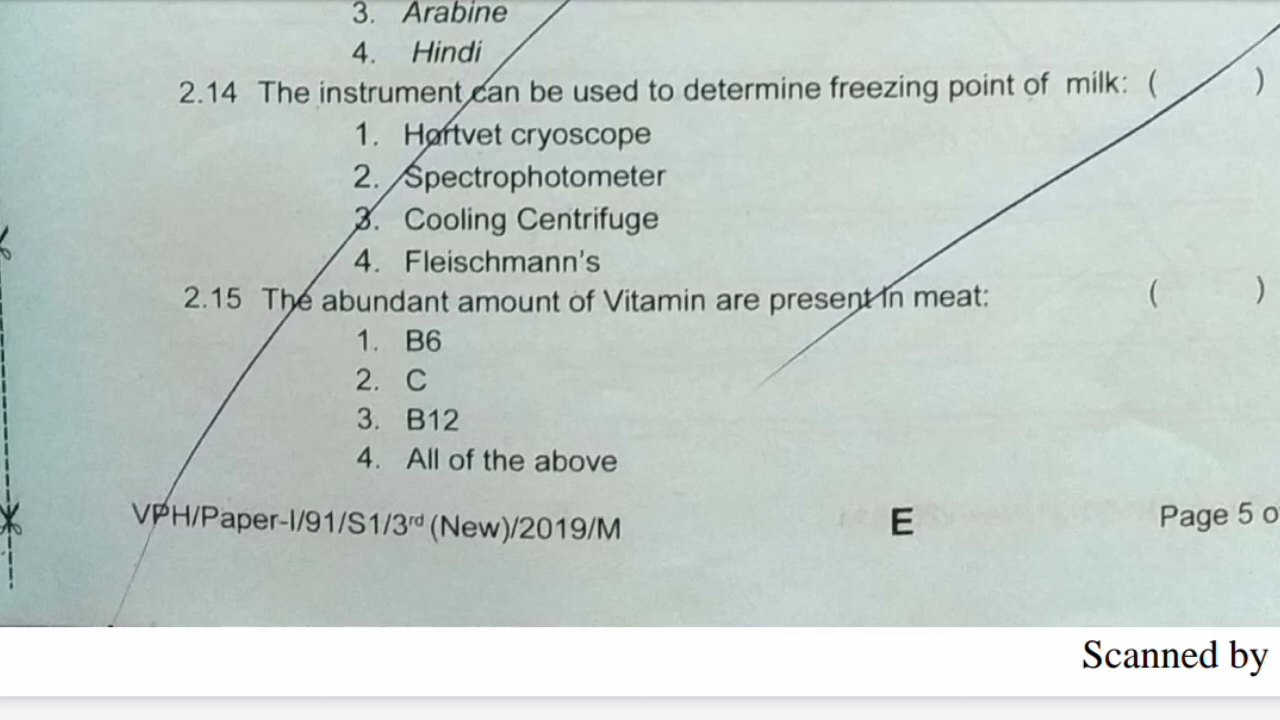 3. Arabine
4. Hindi
2.14 The instrument can be used to determine freezing point of milk: ( )
1. Hortvet cryoscope
2. Spectrophotometer
3. Cooling Centrifuge
4. Fleischmann's
2.15 The abundant amount of Vitamin are present in meat: ( )
1. B6
2. C
3. B12
4. All of the above
VPH/Paper-I/91/S1/3rd (New)/2019/M E Page 5 o
Scanned by